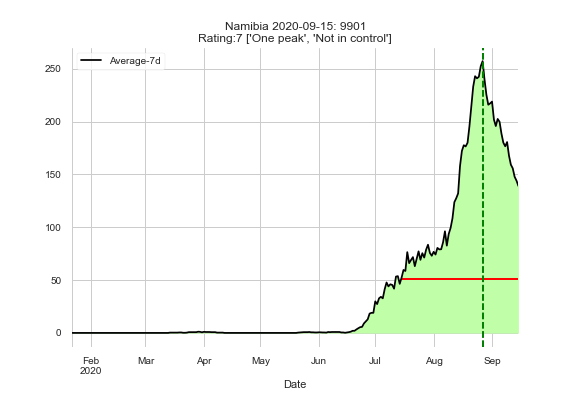 Namibia 2020-09-15: 9901
Rating:7 ['One peak', 'Not in control']
Average-7d
250
200
150
100
50
0
Feb Mar Apr May Jun Jul Aug Sep
2020
Date